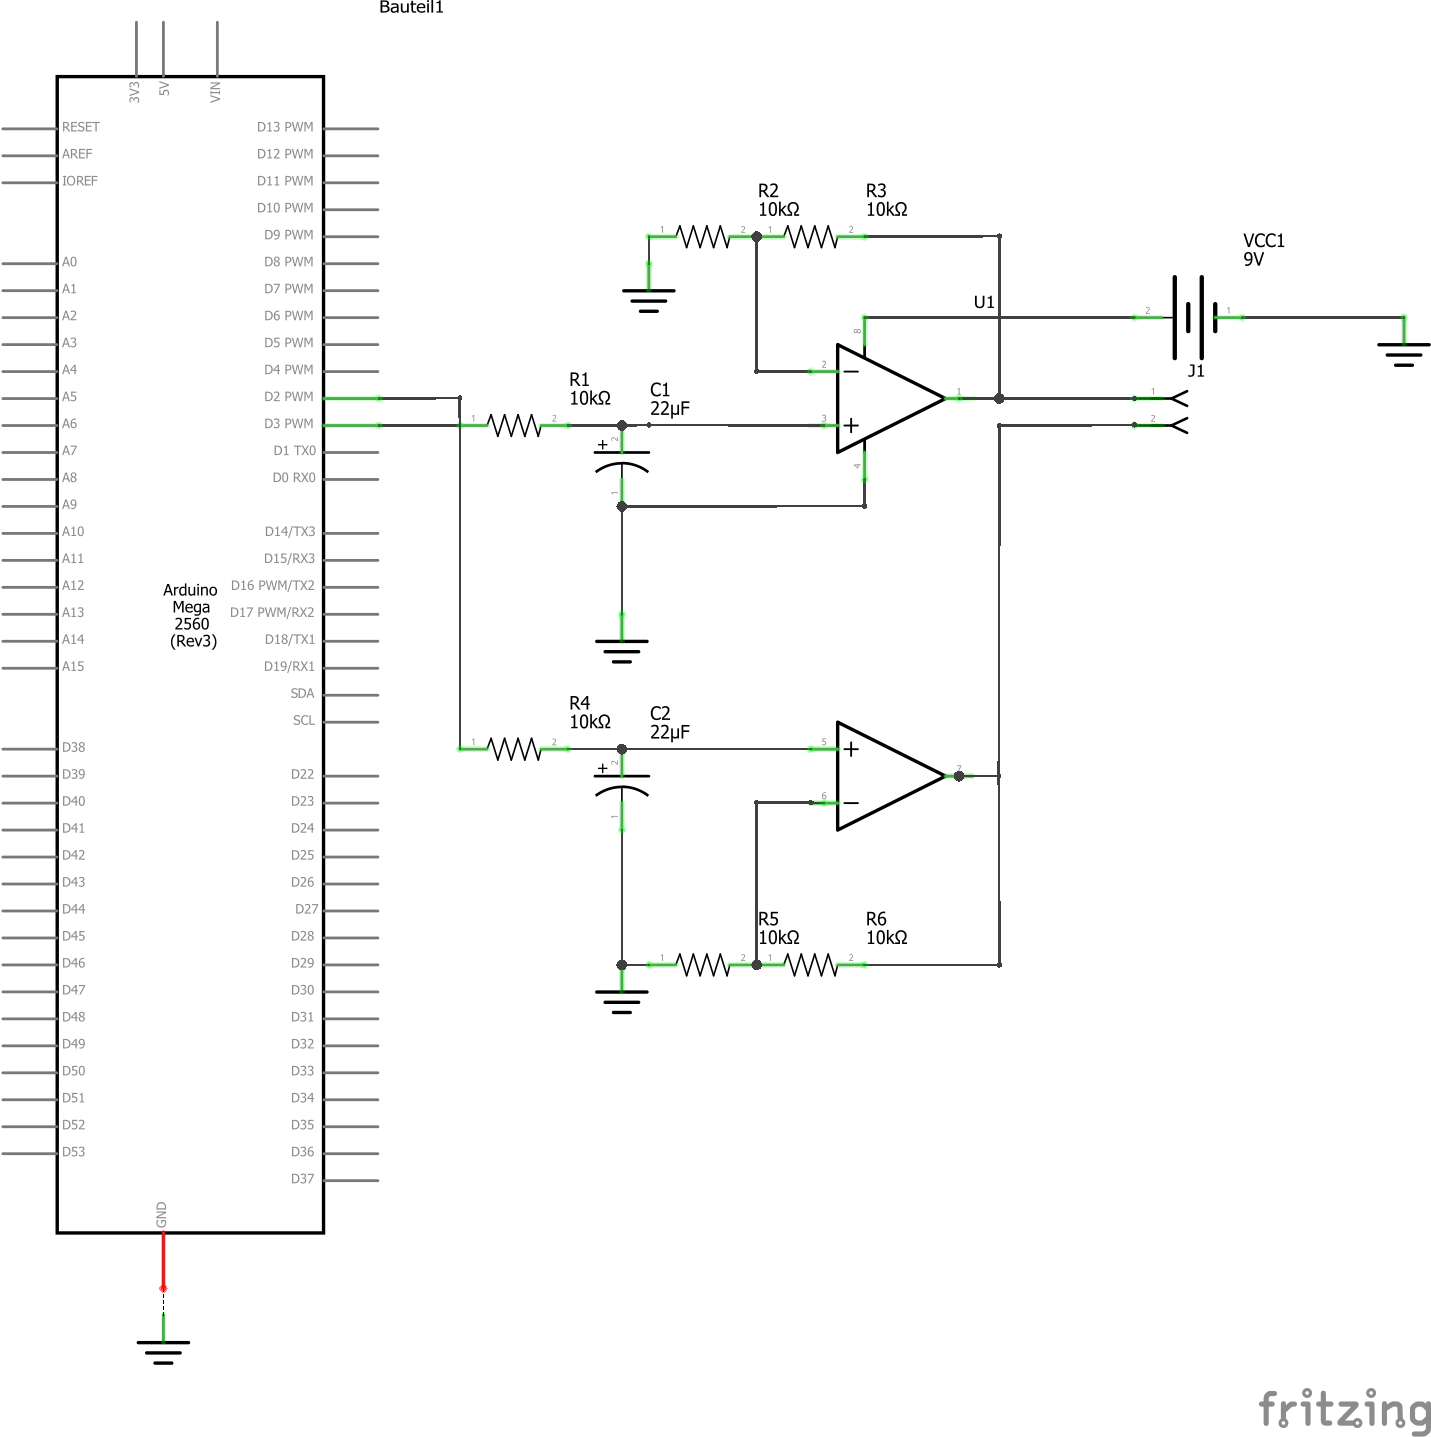 Bauteil1
3V3
5V
VIN
RESET
AREF
IOREF
A0
A1
A2
A3
A4
A5
A6
A7
A8
A9
A10
A11
A12
A13
A14
A15
D38
D39
D40
D41
D42
D43
D44
D45
D46
D47
D48
D49
D50
D51
D52
D53
D13 PWM
D12 PWM
D11 PWM
D10 PWM
D9 PWM
D8 PWM
D7 PWM
D6 PWM
D5 PWM
D4 PWM
D2 PWM
D3 PWM
D1 TX0
D0 RX0
D14/TX3
D15/RX3
D16 PWM/TX2
D17 PWM/RX2
D18/TX1
D19/RX1
SDA
SCL
D22
D23
D24
D25
D26
D27
D28
D29
D30
D31
D32
D33
D34
D35
D36
D37
Arduino
Mega
2560
(Rev3)
GND
R2
10kΩ
1
2
R3
10kΩ
1
2
VCC1
9V
2
1
U1
8
2
3
1
4
J1
1
2
R1
10kΩ
1
2
C1
22µF
+
2
1
R4
10kΩ
1
2
C2
22µF
+
2
1
5
6
7
R5
10kΩ
1
2
R6
10kΩ
1
2
fritzing